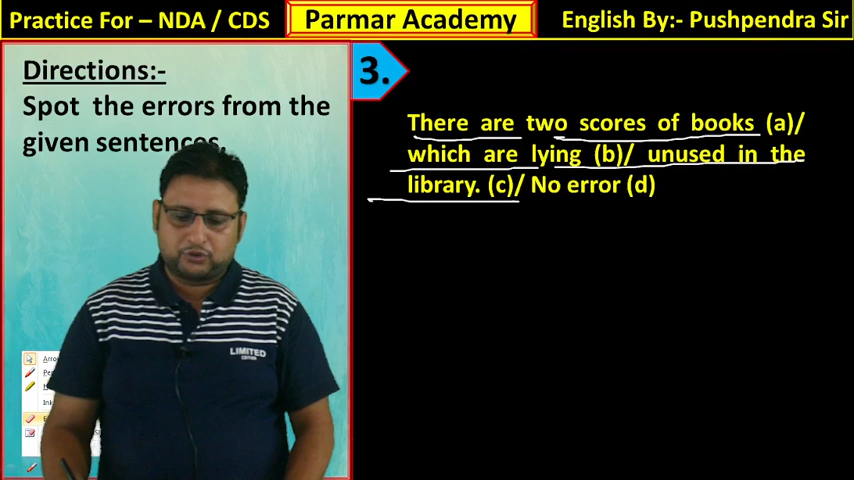 Practice For – NDA / CDS
Parmar Academy
English By:- Pushpendra Sir
Directions:-
Spot the errors from the
given sentences.
3.
There are two scores of books (a)/
which are lying (b)/ unused in the
library. (c)/ No error (d)
LIMITED
EDITION